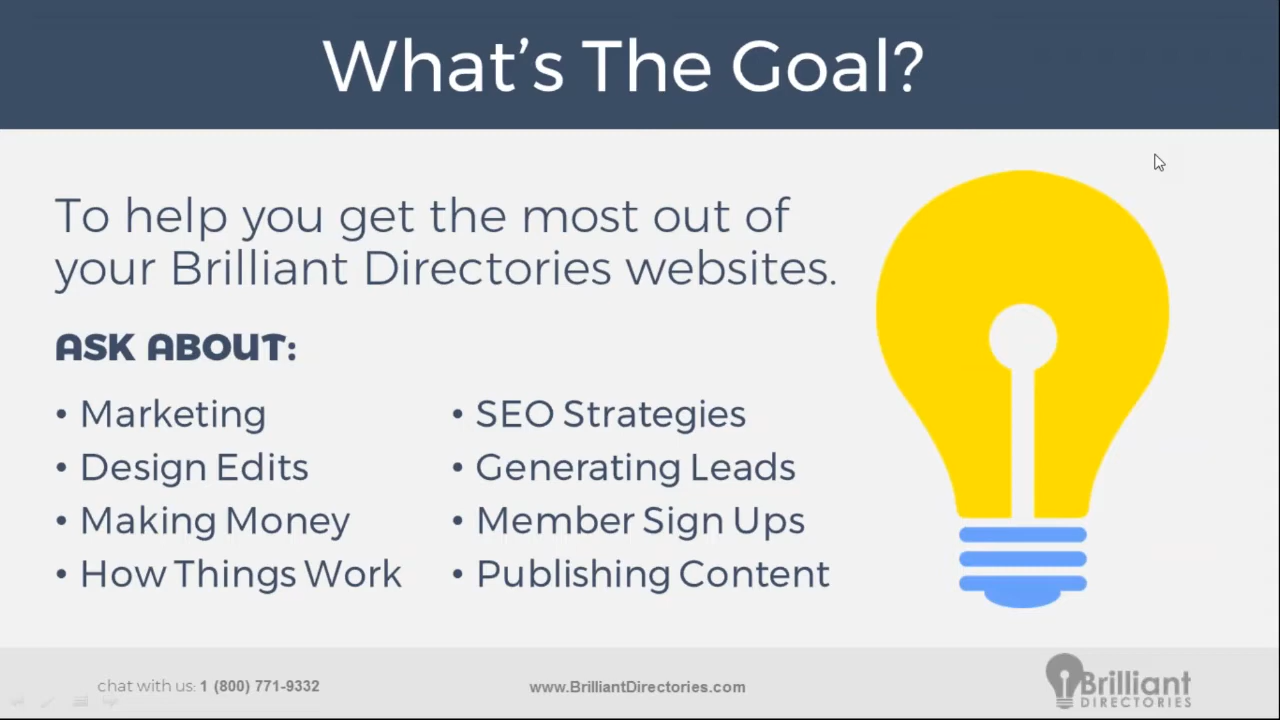 What's The Goal?
To help you get the most out of
your Brilliant Directories websites.
ASK ABOUT:
• Marketing
• Design Edits
• Making Money
• How Things Work
• SEO Strategies
• Generating Leads
• Member Sign Ups
• Publishing Content
chat with us: 1 (800) 771-9332
www.BrilliantDirectories.com
Brilliant
DIRECTORIES